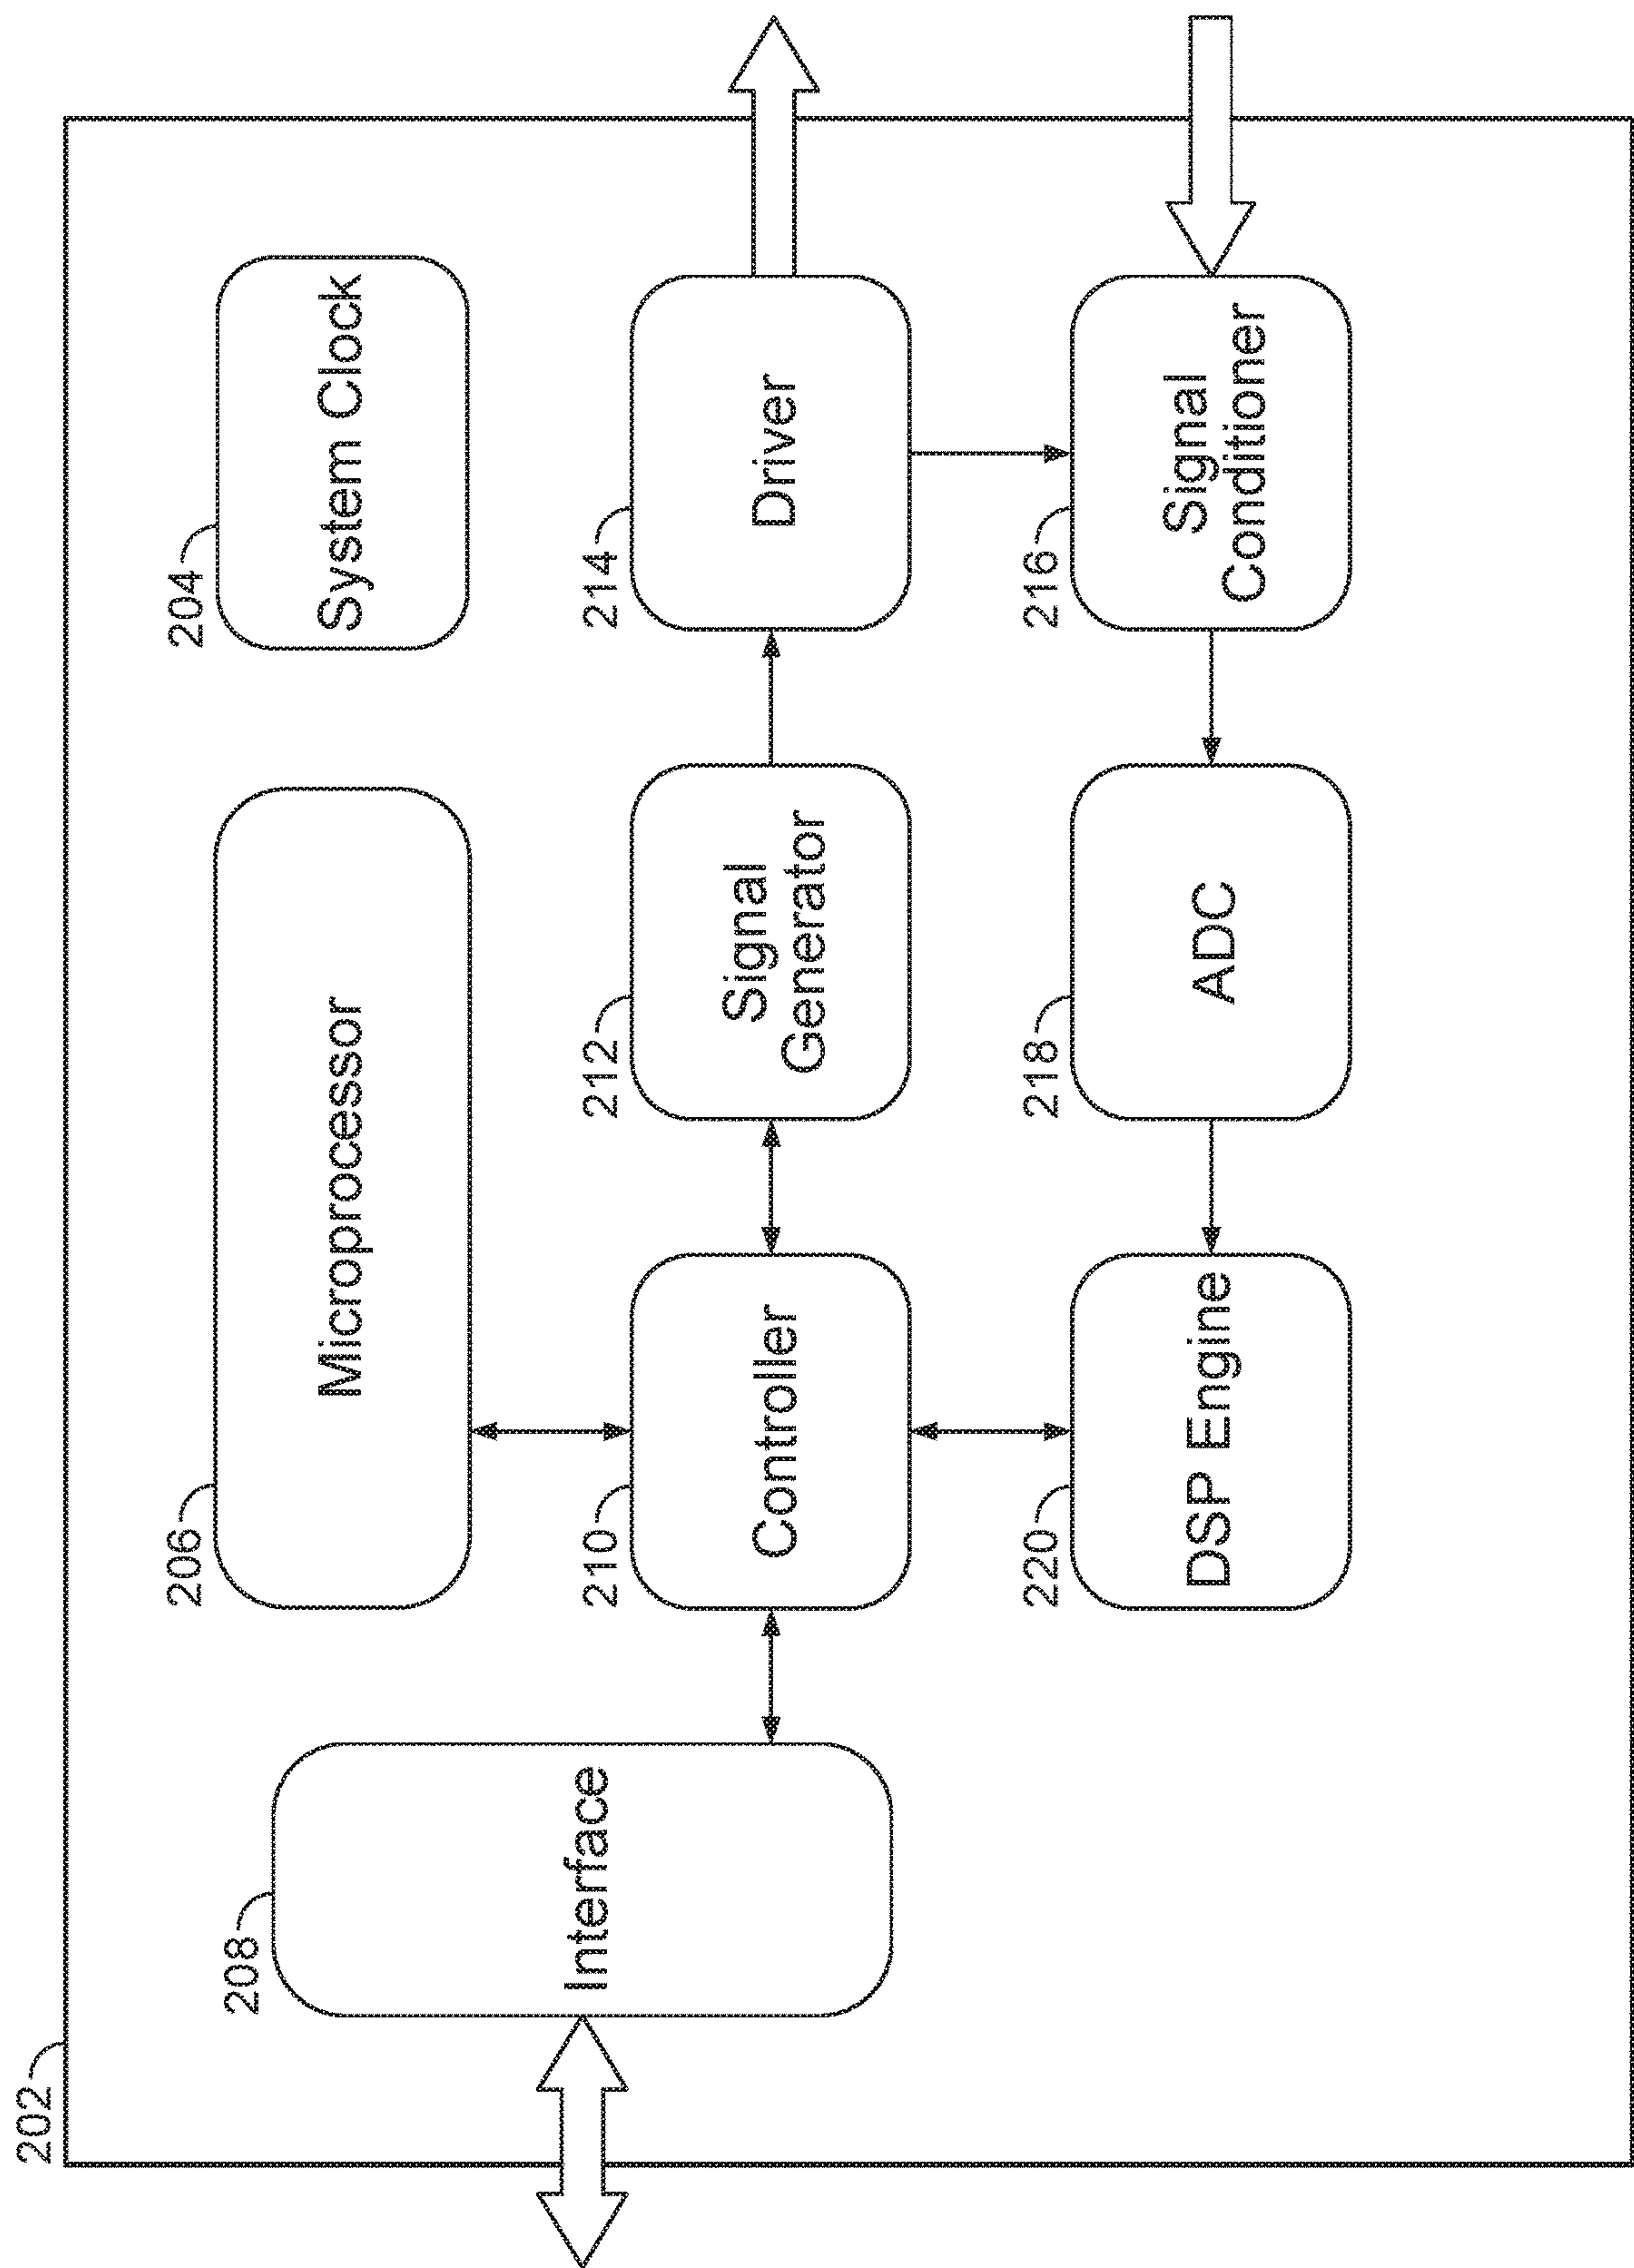 202
206
Microprocessor
204
System Clock
208
Interface
210
Controller
212
Signal
Generator
214
Driver
220
DSP Engine
218
ADC
216
Signal
Conditioner